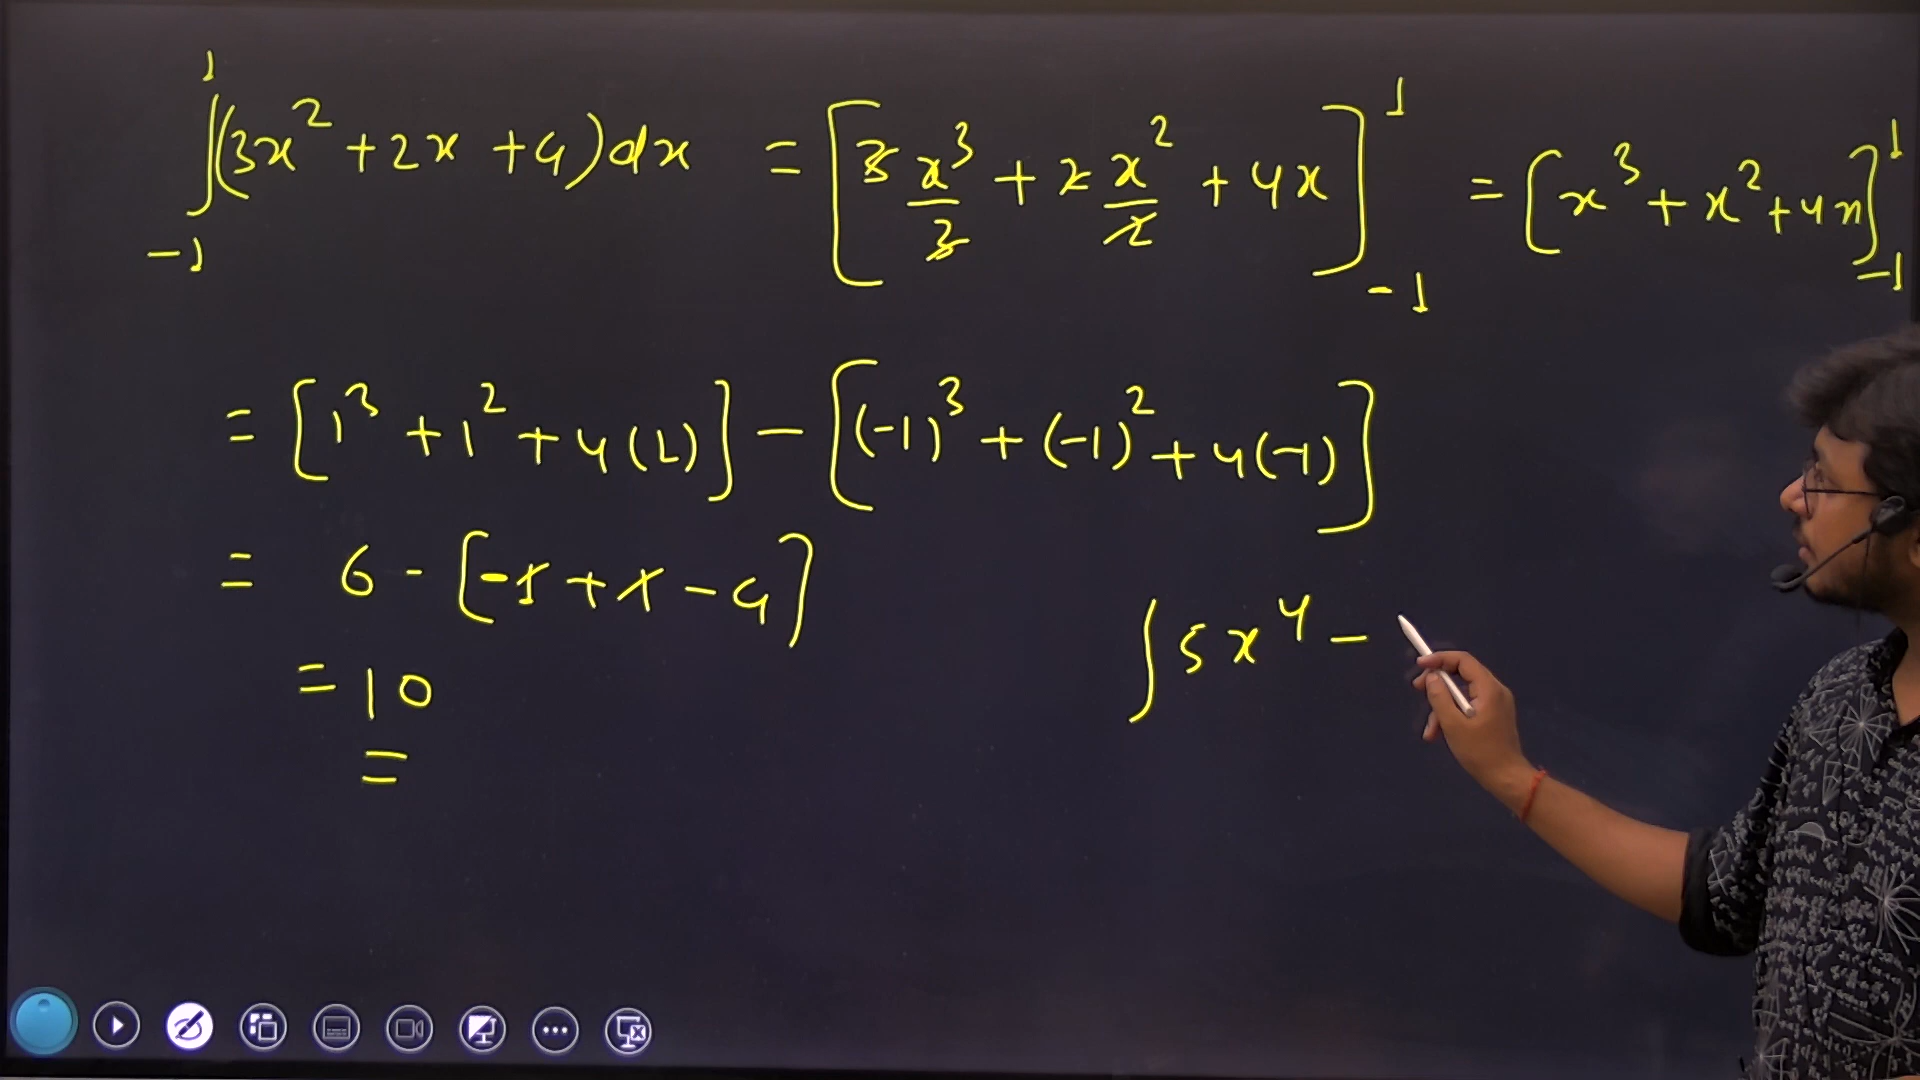 ∫₋₁¹ (3x² + 2x + 4) dx = [3 x³/3 + 2 x²/2 + 4x]₋₁¹ = [x³ + x² + 4x]₋₁¹
= [1³ + 1² + 4(1)] − [(-1)³ + (-1)² + 4(-1)]
= 6 - [-1 + 1 - 4]
∫ 5x⁴ −
= 10
=